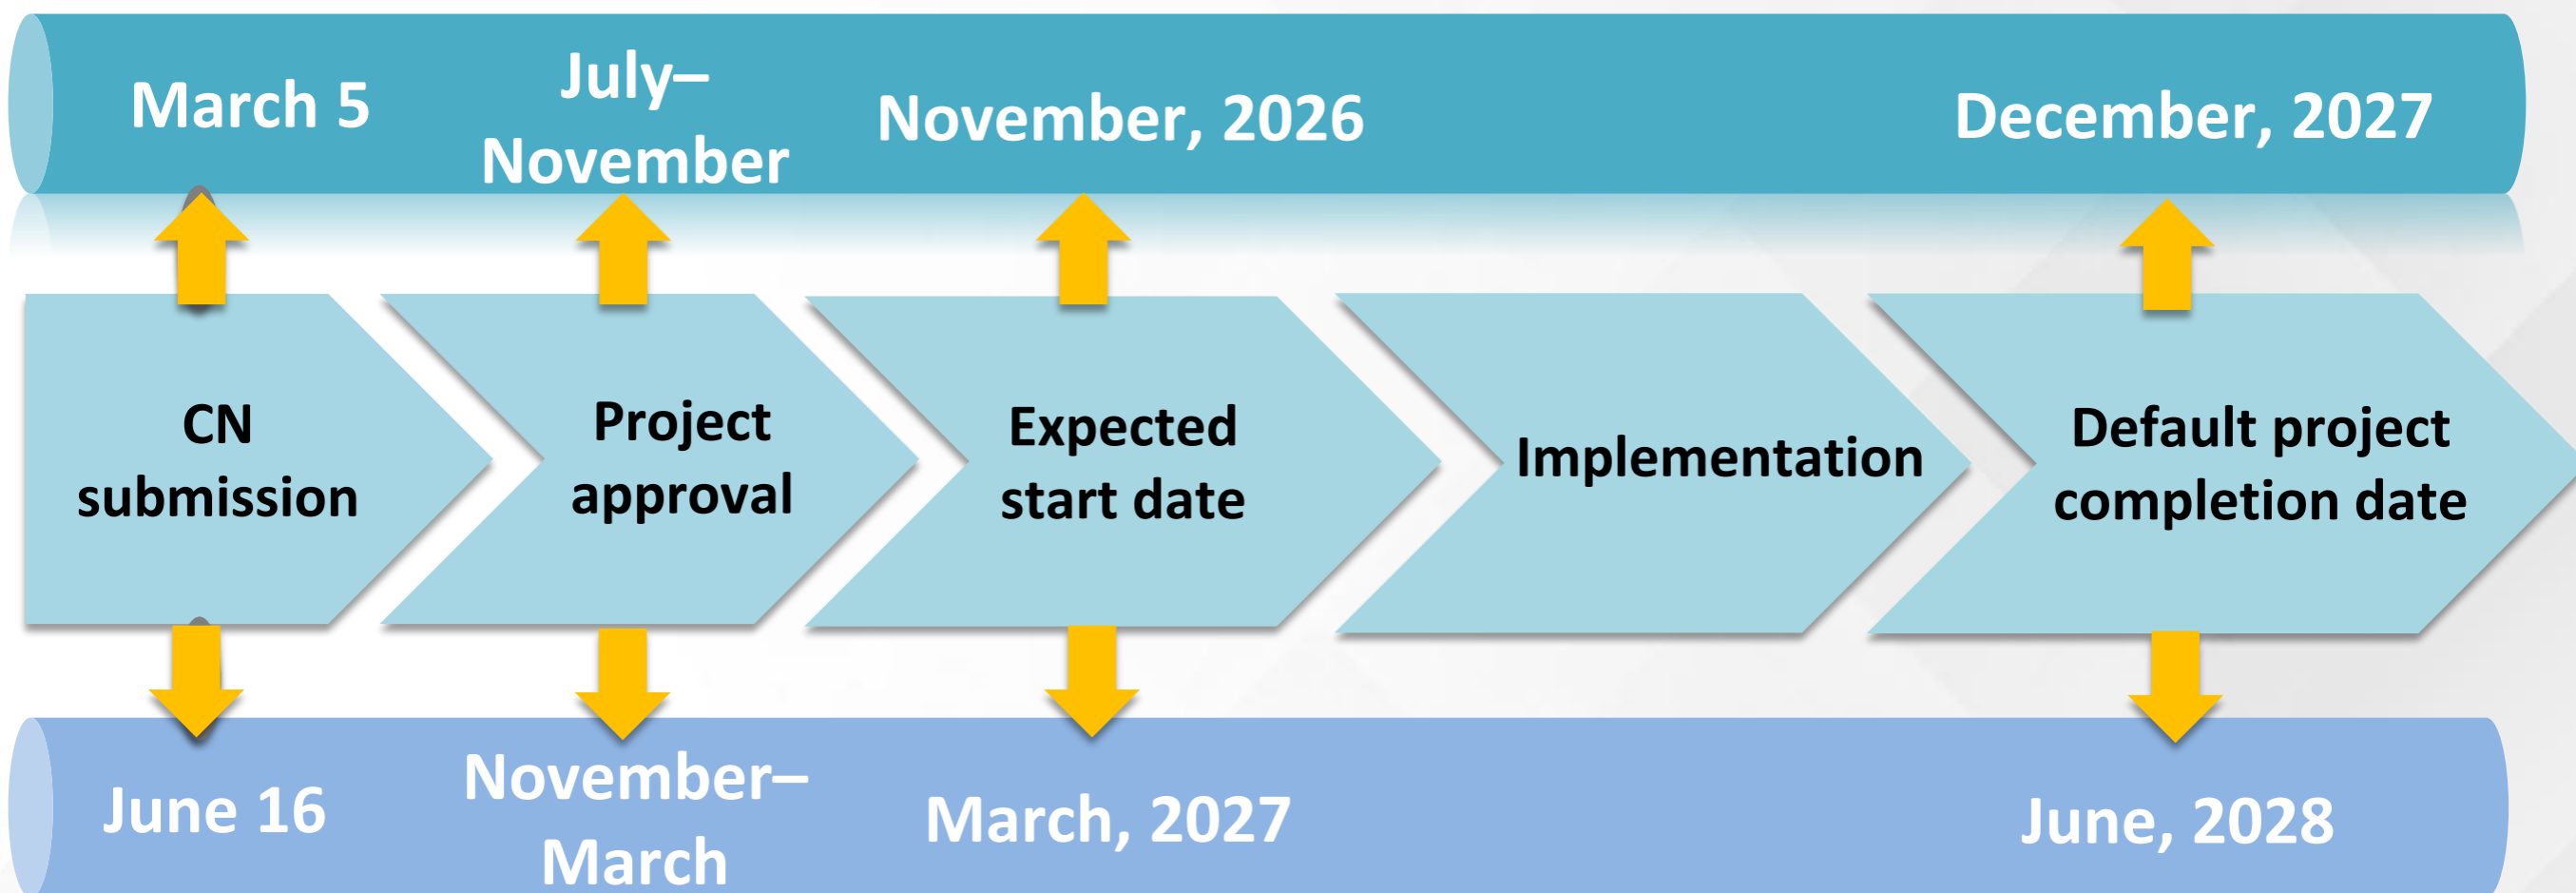 March 5
July–
November
November, 2026
December, 2027
CN
submission
Project
approval
Expected
start date
Implementation
Default project
completion date
June 16
November–
March
March, 2027
June, 2028